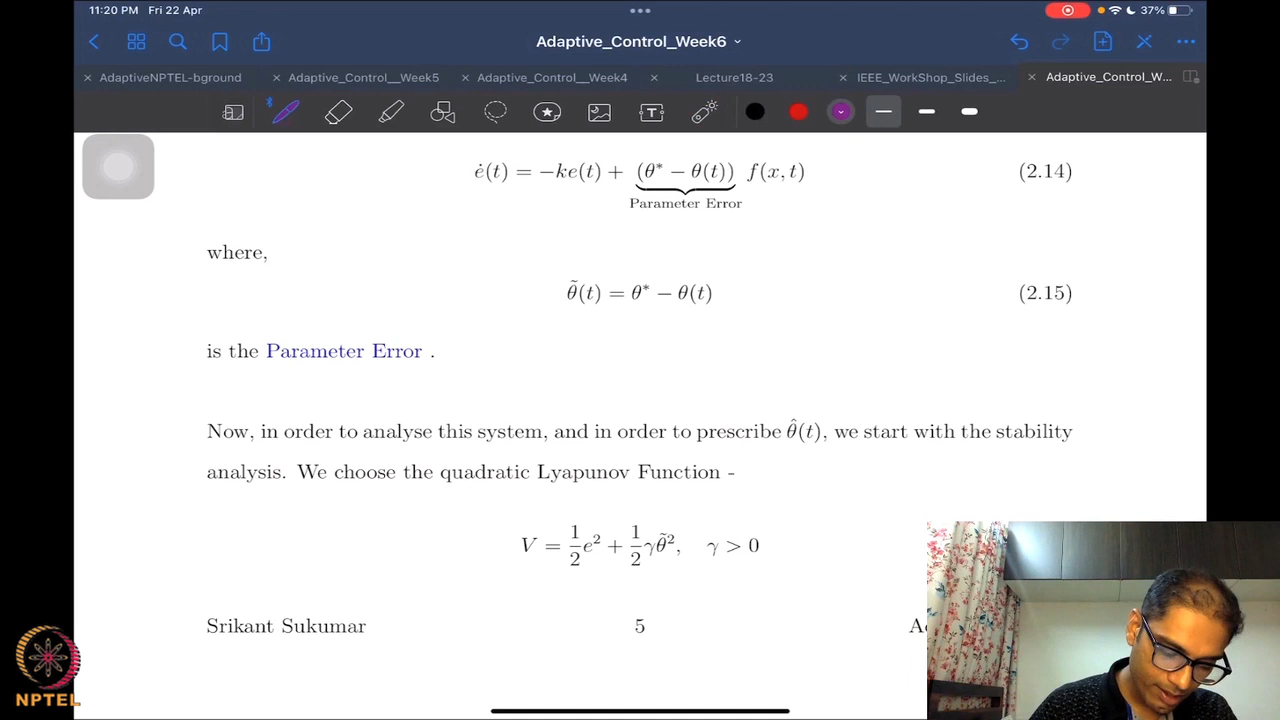 11:20 PM Fri 22 Apr
37%
Adaptive_Control_Week6
AdaptiveNPTEL-bground
Adaptive_Control__Week5
Adaptive_Control__Week4
Lecture18-23
IEEE_WorkShop_Slides_...
Adaptive_Control_W...
ė(t) = −ke(t) + (θ* − θ(t)) f(x, t) (2.14)
Parameter Error
where,
θ̃(t) = θ* − θ(t) (2.15)
is the Parameter Error .
Now, in order to analyse this system, and in order to prescribe θ̂(t), we start with the stability
analysis. We choose the quadratic Lyapunov Function -
V = 1/2 e² + 1/2 γθ̃², γ > 0
Srikant Sukumar 5
NPTEL